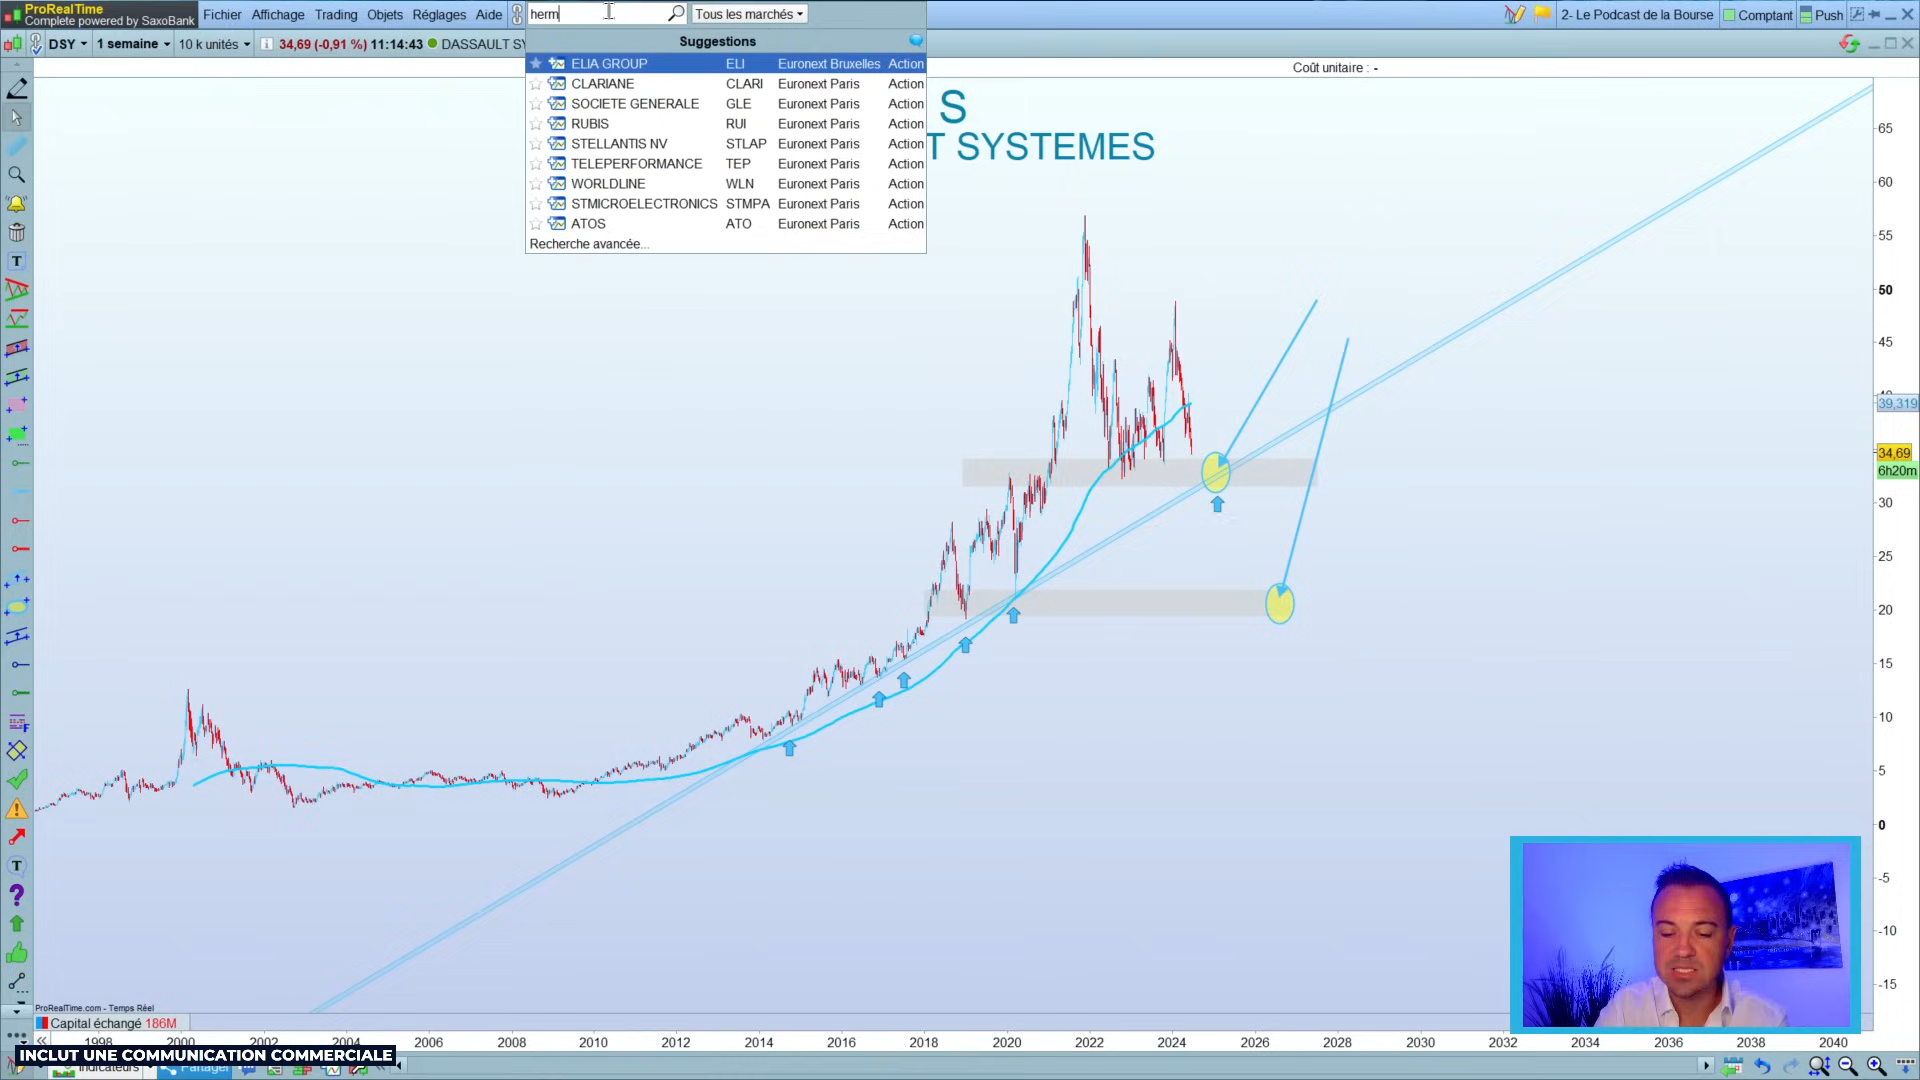 ProRealTime
Complete powered by SaxoBank
Fichier Affichage Trading Objets Réglages Aide
herm
Tous les marchés
2- Le Podcast de la Bourse
Comptant
Push
DSY
1 semaine
10 k unités
34,69 (-0,91 %) 11:14:43
DASSAULT SY
Suggestions
Coût unitaire : -
ELIA GROUP ELI Euronext Bruxelles Action
CLARIANE CLARI Euronext Paris Action
SOCIETE GENERALE GLE Euronext Paris Action
RUBIS RUI Euronext Paris Action
STELLANTIS NV STLAP Euronext Paris Action
TELEPERFORMANCE TEP Euronext Paris Action
WORLDLINE WLN Euronext Paris Action
STMICROELECTRONICS STMPA Euronext Paris Action
ATOS ATO Euronext Paris Action
Recherche avancée...
S
T SYSTEMES
65
60
55
50
45
39,319
34,69
6h20m
30
25
20
15
10
5
0
-5
-10
-15
ProRealTime.com - Temps Réel
Capital échangé 186M
1998 2000 2002 2004 2006 2008 2010 2012 2014 2016 2018 2020 2022 2024 2026 2028 2030 2032 2034 2036 2038 2040
INCLUT UNE COMMUNICATION COMMERCIALE
Indicateurs
Partager